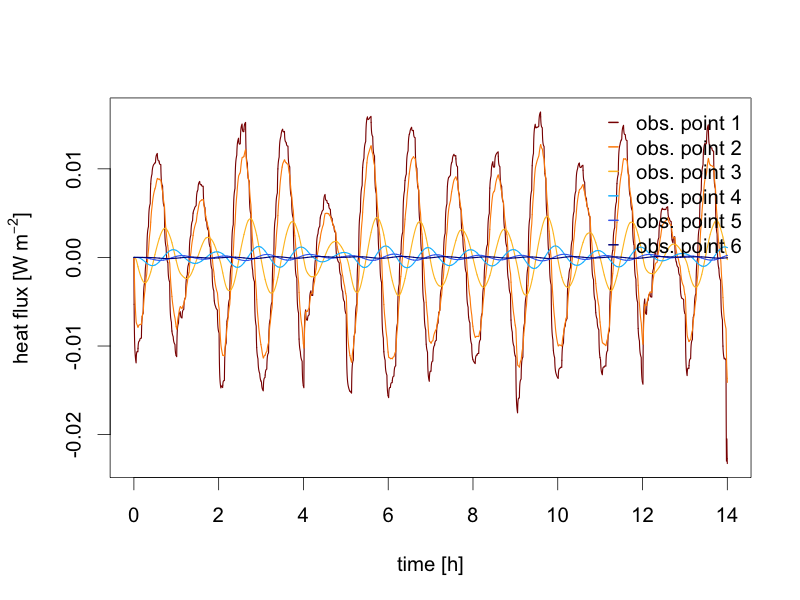 obs. point 1
obs. point 2
obs. point 3
obs. point 4
obs. point 5
obs. point 6
heat flux [W m⁻²]
0.01
0.00
-0.01
-0.02
0 2 4 6 8 10 12 14
time [h]